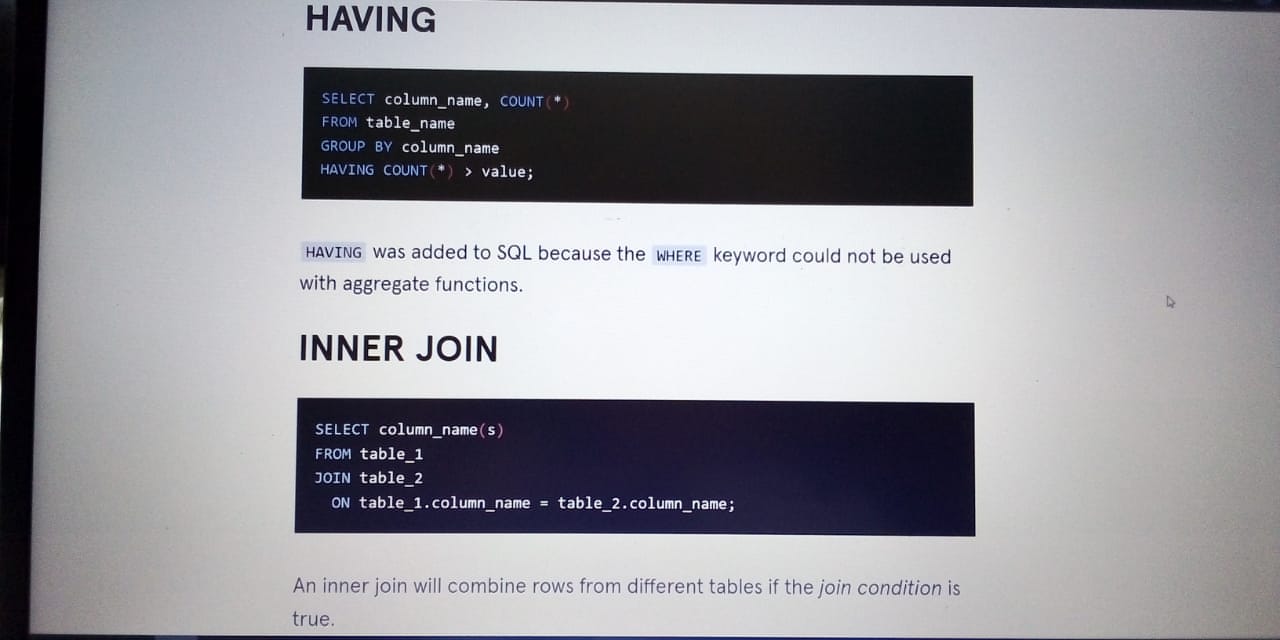 HAVING
SELECT column_name, COUNT(*)
FROM table_name
GROUP BY column_name
HAVING COUNT(*) > value;
HAVING was added to SQL because the WHERE keyword could not be used
with aggregate functions.
INNER JOIN
SELECT column_name(s)
FROM table_1
JOIN table_2
  ON table_1.column_name = table_2.column_name;
An inner join will combine rows from different tables if the join condition is
true.